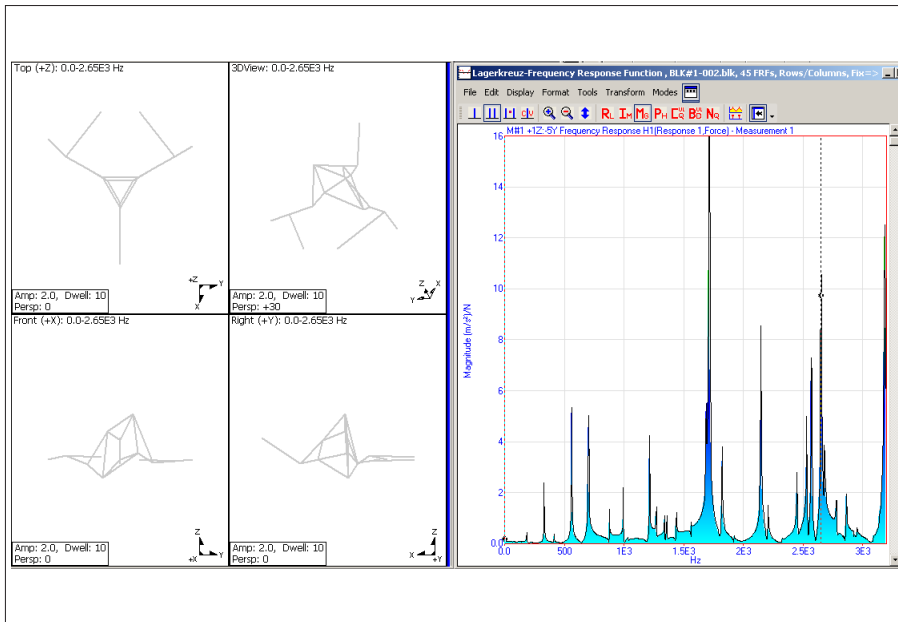 Top (+Z): 0.0-2.65E3 Hz
+Z
Y
X
Amp: 2.0, Dwell: 10
Persp: 0
3DView: 0.0-2.65E3 Hz
Z
X
Y
Amp: 2.0, Dwell: 10
Persp: +30
Front (+X): 0.0-2.65E3 Hz
Z
+X
Y
Amp: 2.0, Dwell: 10
Persp: 0
Right (+Y): 0.0-2.65E3 Hz
Z
X
+Y
Amp: 2.0, Dwell: 10
Persp: 0
Lagerkreuz-Frequency Response Function , BLK#1-002.blk, 45 FRFs, Rows/Columns, Fix=>
File Edit Display Format Tools Transform Modes
RL IM MG PH NQ
M#1 +1Z:-5Y Frequency Response H1(Response 1,Force) - Measurement 1
Magnitude (m/s²)/N
16
14
12
10
8
6
4
2
0.0
0.0 500 1E3 1.5E3 2E3 2.5E3 3E3
Hz